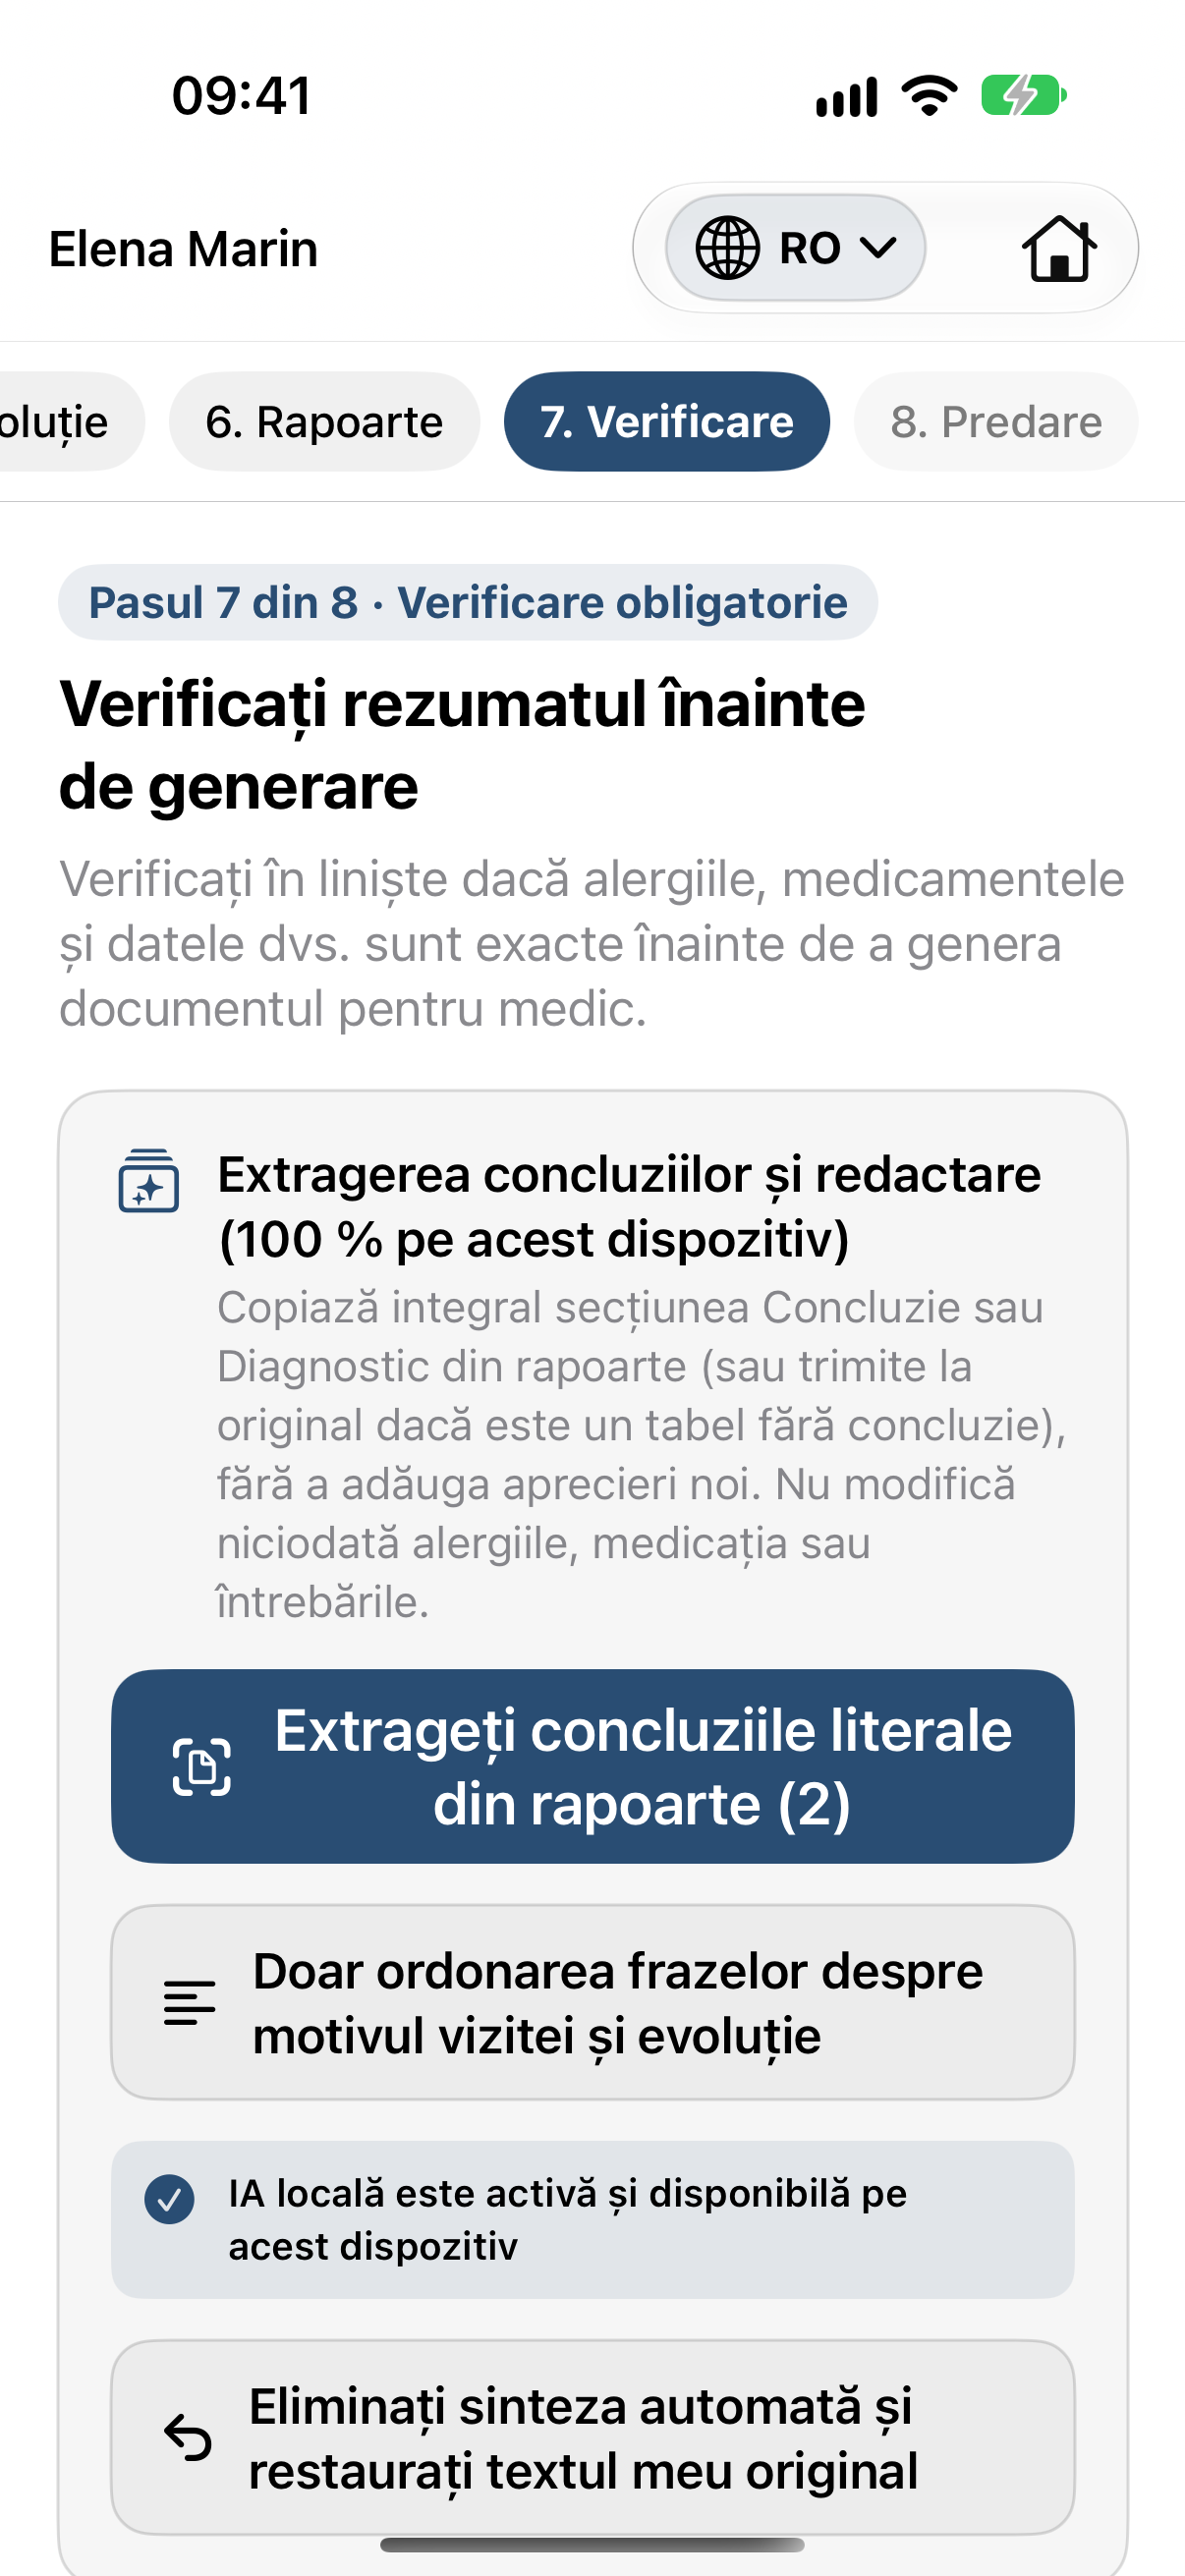 09:41
Elena Marin
RO
oluție
6. Rapoarte
7. Verificare
8. Predare
Pasul 7 din 8 · Verificare obligatorie
Verificați rezumatul înainte
de generare
Verificați în liniște dacă alergiile, medicamentele
și datele dvs. sunt exacte înainte de a genera
documentul pentru medic.
Extragerea concluziilor și redactare
(100 % pe acest dispozitiv)
Copiază integral secțiunea Concluzie sau
Diagnostic din rapoarte (sau trimite la
original dacă este un tabel fără concluzie),
fără a adăuga aprecieri noi. Nu modifică
niciodată alergiile, medicația sau
întrebările.
Extrageți concluziile literale
din rapoarte (2)
Doar ordonarea frazelor despre
motivul vizitei și evoluție
IA locală este activă și disponibilă pe
acest dispozitiv
Eliminați sinteza automată și
restaurați textul meu original